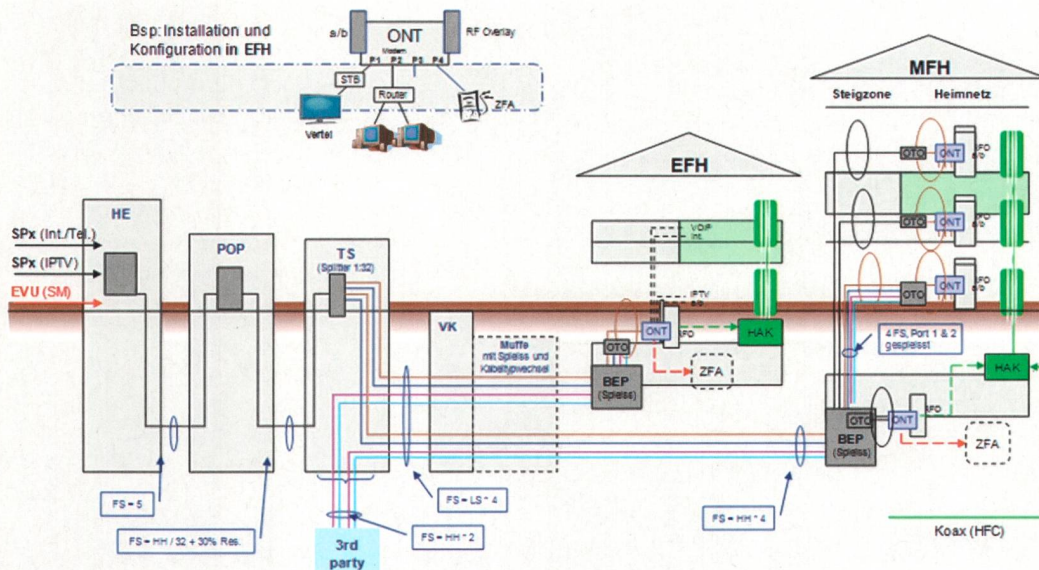 Bsp: Installation und
Konfiguration in EFH
a/b
ONT
Modem
RF Overlay
P1 P2 P3 P4
STB
Router
Vertel
ZFA
MFH
Steigzone
Heimnetz
OTO
ONT
EFH
HE
SPx (Int./Tel.)
SPx (IPTV)
EVU (SM)
POP
TS
(Splitter 1:32)
VOIP
Int.
OTO
ONT
IPTV
OTO
ONT
VK
Muffe
mit Spleiss und
Kabeltypwechsel
OTO
ONT
HAK
ZFA
BEP
(Spleiss)
4 FS, Port 1 & 2
gespleisst
HAK
OTO
ONT
BEP
(Spleiss)
ZFA
FS = 5
FS = HH / 32 + 30% Res.
FS = LS * 4
FS = HH * 2
FS = HH * 4
3rd
party
Koax (HFC)